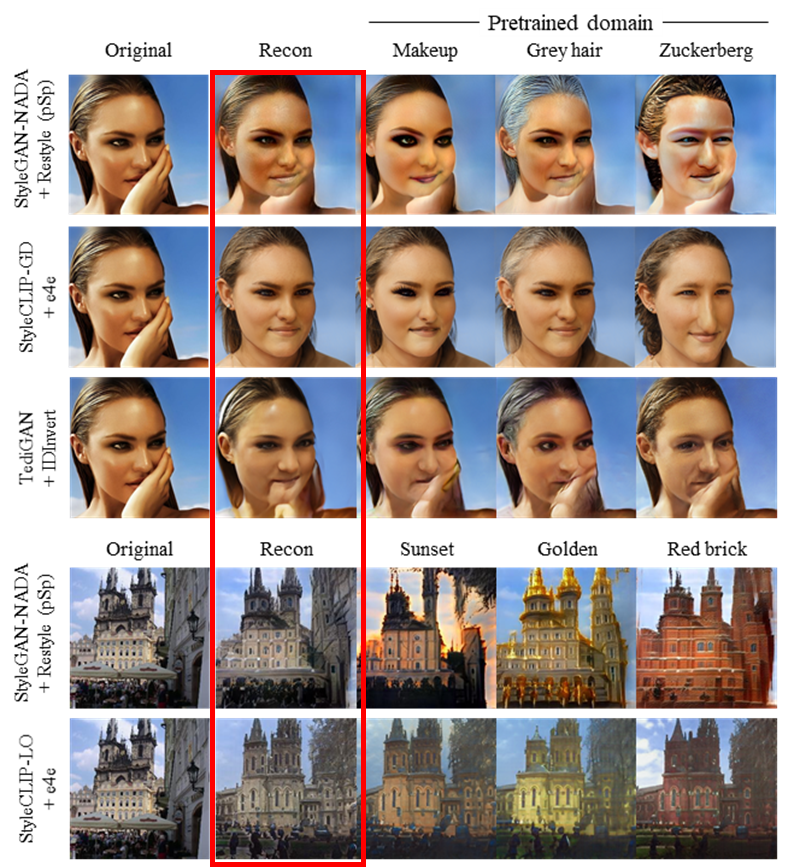 Pretrained domain
Original Recon Makeup Grey hair Zuckerberg
StyleGAN-NADA
+ Restyle (pSp)
StyleCLIP-GD
+ e4e
TediGAN
+ IDInvert
Original Recon Sunset Golden Red brick
StyleGAN-NADA
+ Restyle (pSp)
StyleCLIP-LO
+ e4e